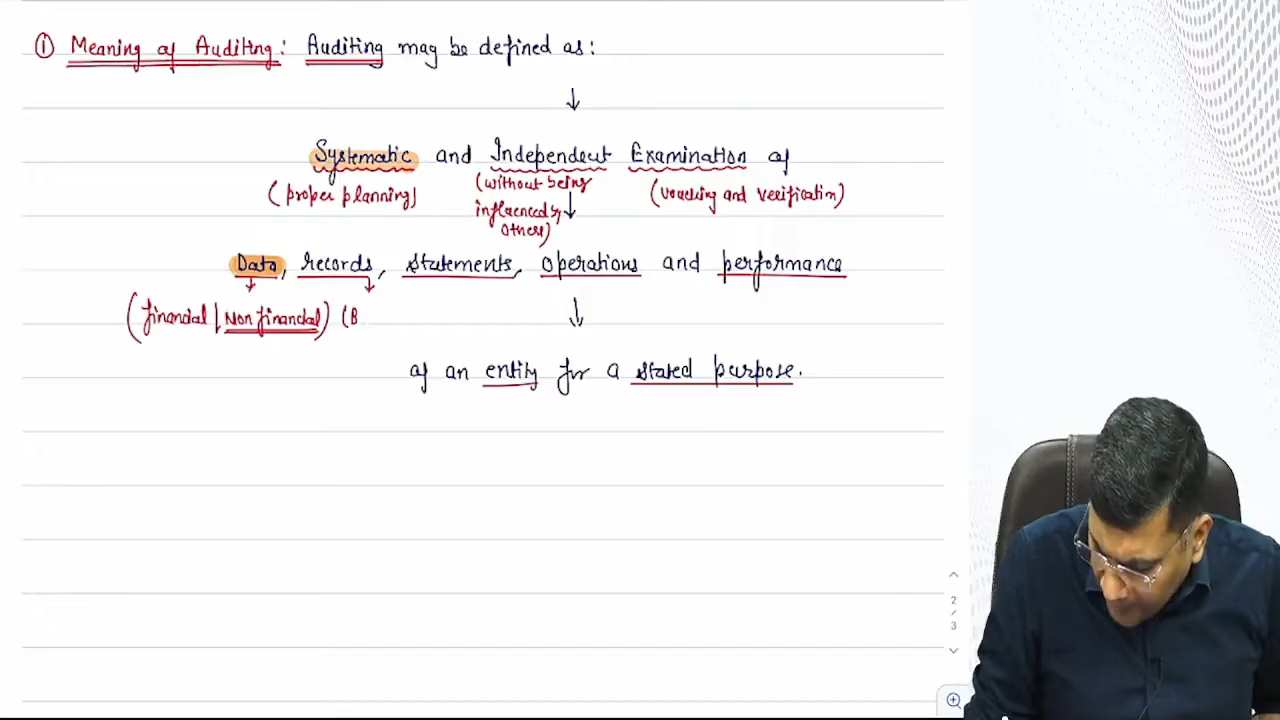 ① Meaning of Auditing: Auditing may be defined as:
Systematic and Independent Examination of
(proper planning) (without being influenced by others) (vouching and verification)
Data, records, statements, operations and performance
(financial | Non financial) (B
of an entity for a stated purpose.
2
/
3